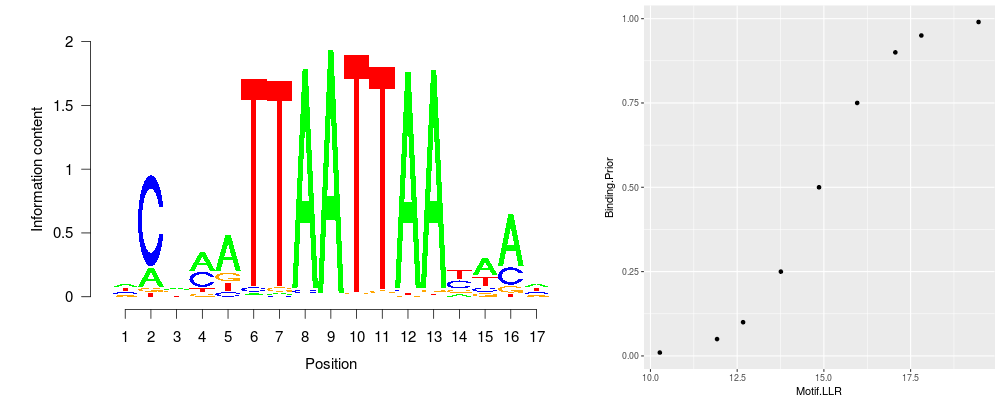 2
1.5
1
0.5
0
Information content
C
A
A
C
A
G
T
T
T
A
A
T
T
A
A
T
C
A
T
A
C
1 2 3 4 5 6 7 8 9 10 11 12 13 14 15 16 17
Position
1.00
0.75
0.50
0.25
0.00
Binding.Prior
10.0 12.5 15.0 17.5
Motif.LLR